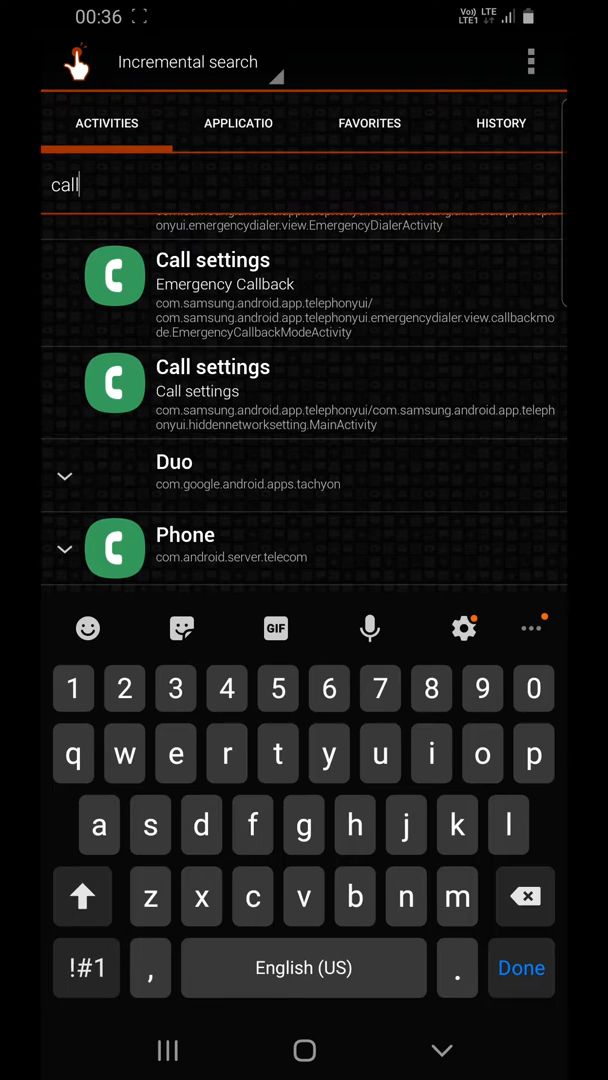 00:36
Vo)) LTE
LTE1
Incremental search
ACTIVITIES APPLICATIO FAVORITES HISTORY
call
onyui.emergencydialer.view.EmergencyDialerActivity
Call settings
Emergency Callback
com.samsung.android.app.telephonyui/
com.samsung.android.app.telephonyui.emergencydialer.view.callbackmo
de.EmergencyCallbackModeActivity
Call settings
Call settings
com.samsung.android.app.telephonyui/com.samsung.android.app.teleph
onyui.hiddennetworksetting.MainActivity
Duo
com.google.android.apps.tachyon
Phone
com.android.server.telecom
GIF
1 2 3 4 5 6 7 8 9 0
q w e r t y u i o p
a s d f g h j k l
z x c v b n m
!#1 , English (US) . Done